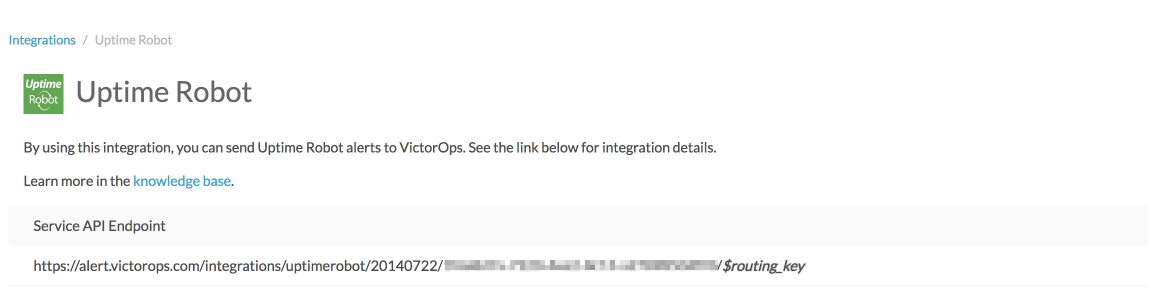 Integrations / Uptime Robot
Uptime Robot
Uptime Robot
By using this integration, you can send Uptime Robot alerts to VictorOps. See the link below for integration details.
Learn more in the knowledge base.
Service API Endpoint
https://alert.victorops.com/integrations/uptimerobot/20140722/ /$routing_key